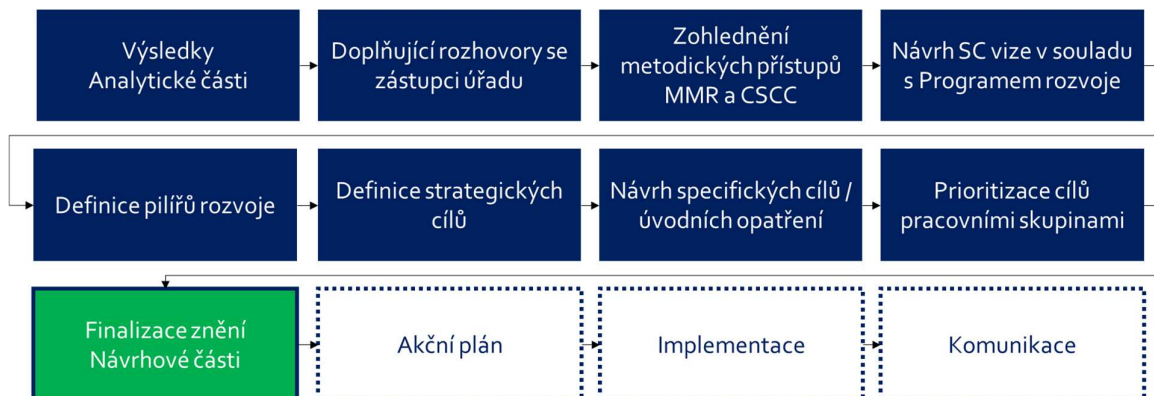 Výsledky
Analytické části
Doplňující rozhovory se
zástupci úřadu
Zohlednění
metodických přístupů
MMR a CSCC
Návrh SC vize v souladu
s Programem rozvoje
Definice pilířů rozvoje
Definice strategických
cílů
Návrh specifických cílů /
úvodních opatření
Prioritizace cílů
pracovními skupinami
Finalizace znění
Návrhové části
Akční plán
Implementace
Komunikace